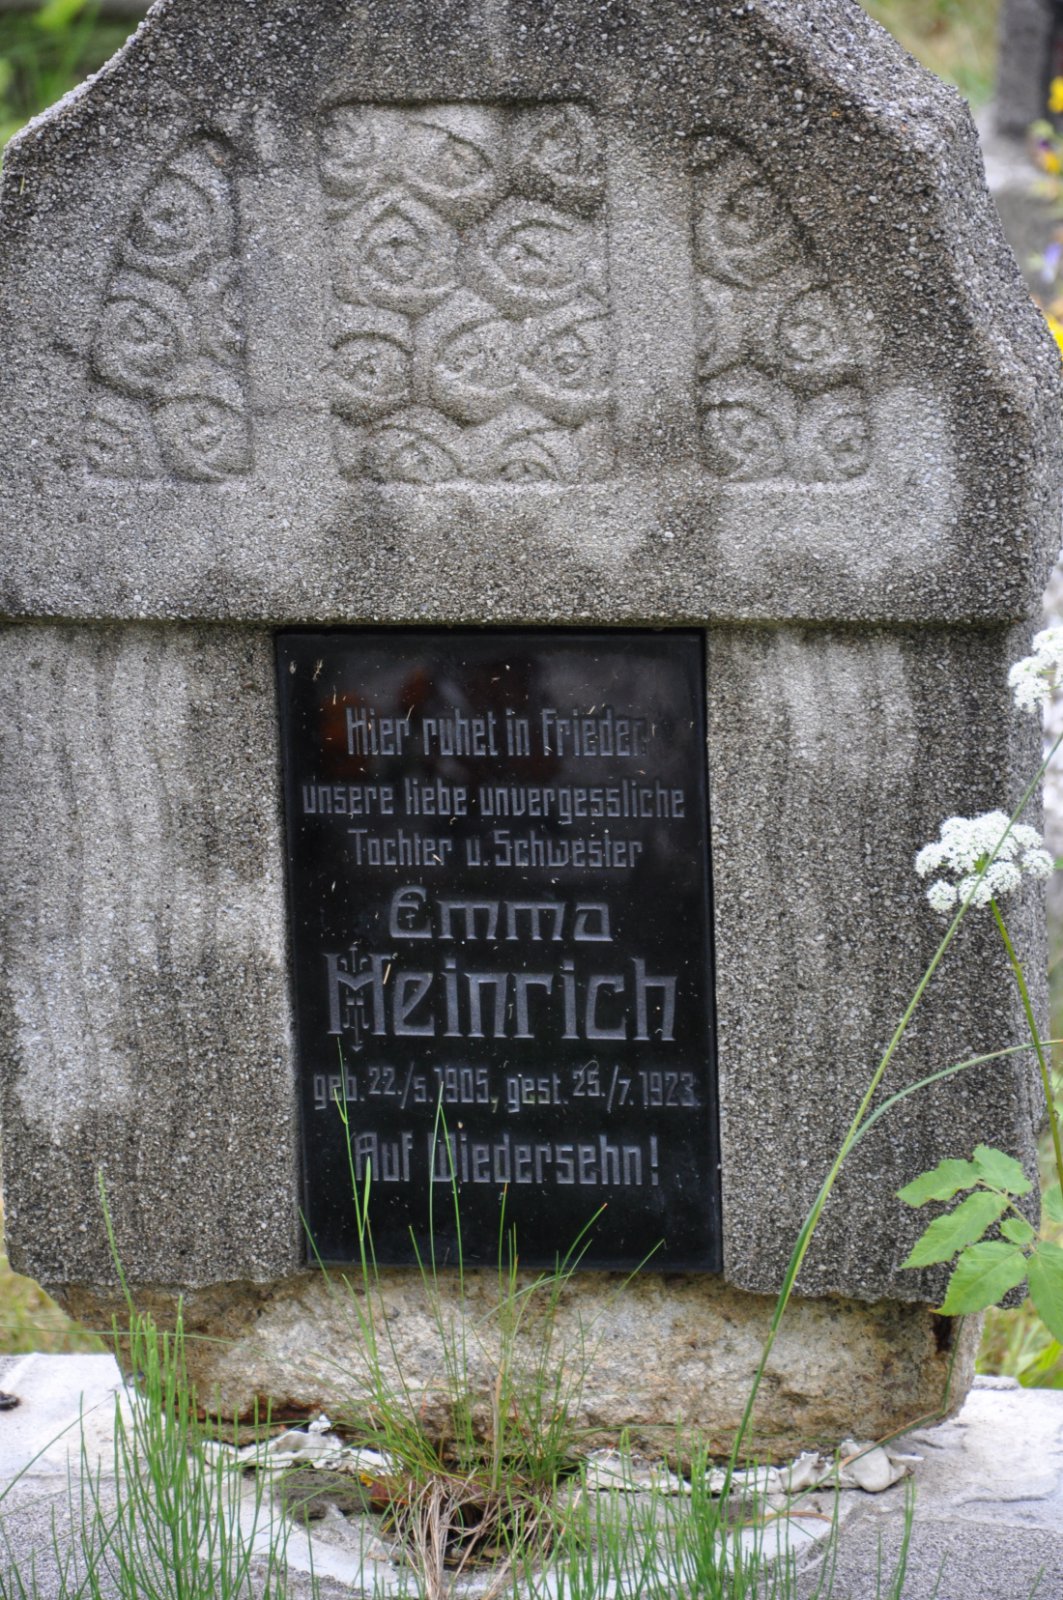 Hier ruhet in Frieden
unsere liebe unvergessliche
Tochter u. Schwester
Emma
Heinrich
geb. 22./5. 1905, gest. 25./7. 1923.
Auf Wiedersehn!